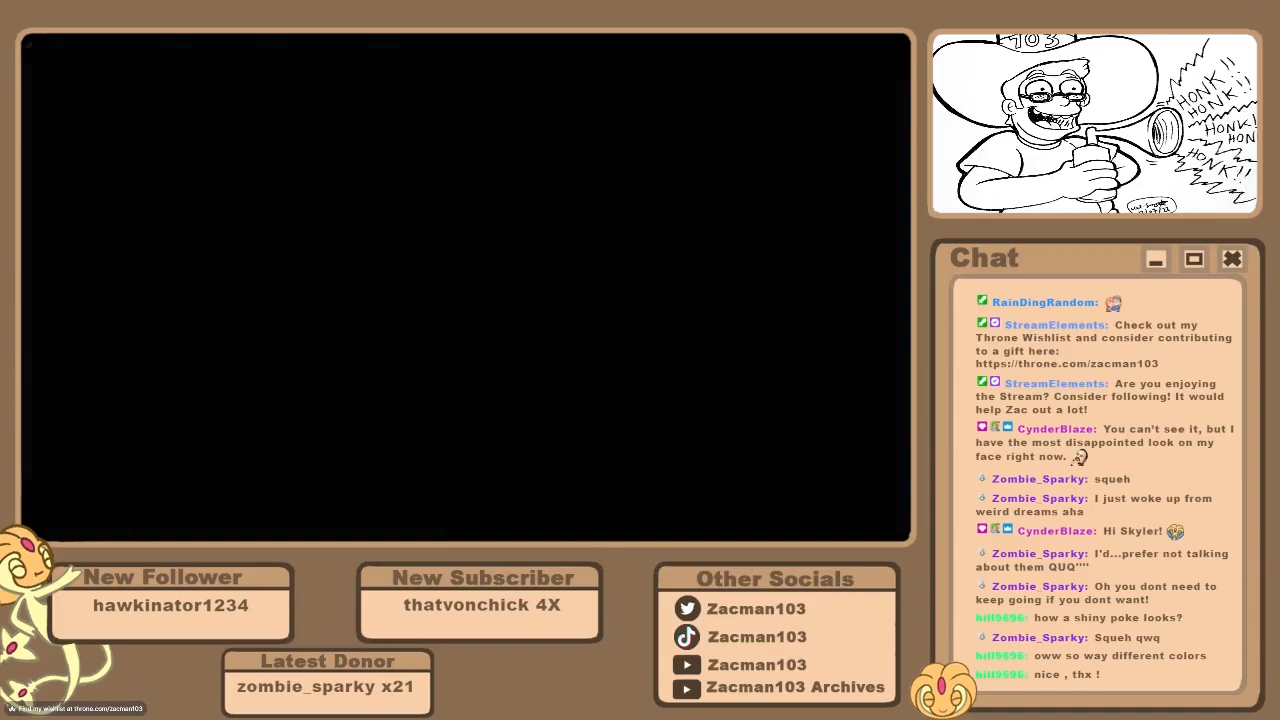 703
HONK!!
HONK!!
HONK!
HON
HONK!!
Chat
RainDingRandom:
StreamElements: Check out my
Throne Wishlist and consider contributing
to a gift here:
https://throne.com/zacman103
StreamElements: Are you enjoying
the Stream? Consider following! It would
help Zac out a lot!
CynderBlaze: You can't see it, but I
have the most disappointed look on my
face right now.
Zombie_Sparky: squeh
Zombie_Sparky: I just woke up from
weird dreams aha
CynderBlaze: Hi Skyler!
Zombie_Sparky: I'd...prefer not talking
about them QUQ''''
Zombie_Sparky: Oh you dont need to
keep going if you dont want!
hill9696: how a shiny poke looks?
Zombie_Sparky: Squeh qwq
hill9696: oww so way different colors
hill9696: nice , thx !
New Follower
hawkinator1234
New Subscriber
thatvonchick 4X
Latest Donor
zombie_sparky x21
Other Socials
Zacman103
Zacman103
Zacman103
Zacman103 Archives
Find my wishlist at throne.com/zacman103